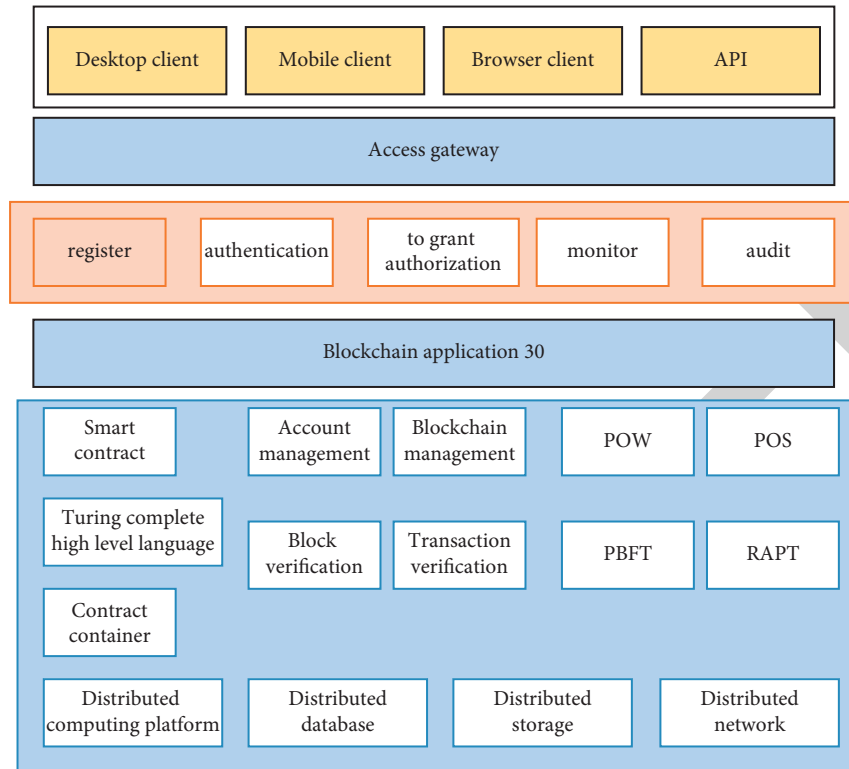 Desktop client
Mobile client
Browser client
API
Access gateway
register
authentication
to grant
authorization
monitor
audit
Blockchain application 30
Smart
contract
Account
management
Blockchain
management
POW
POS
Turing complete
high level language
Block
verification
Transaction
verification
PBFT
RAPT
Contract
container
Distributed
computing platform
Distributed
database
Distributed
storage
Distributed
network